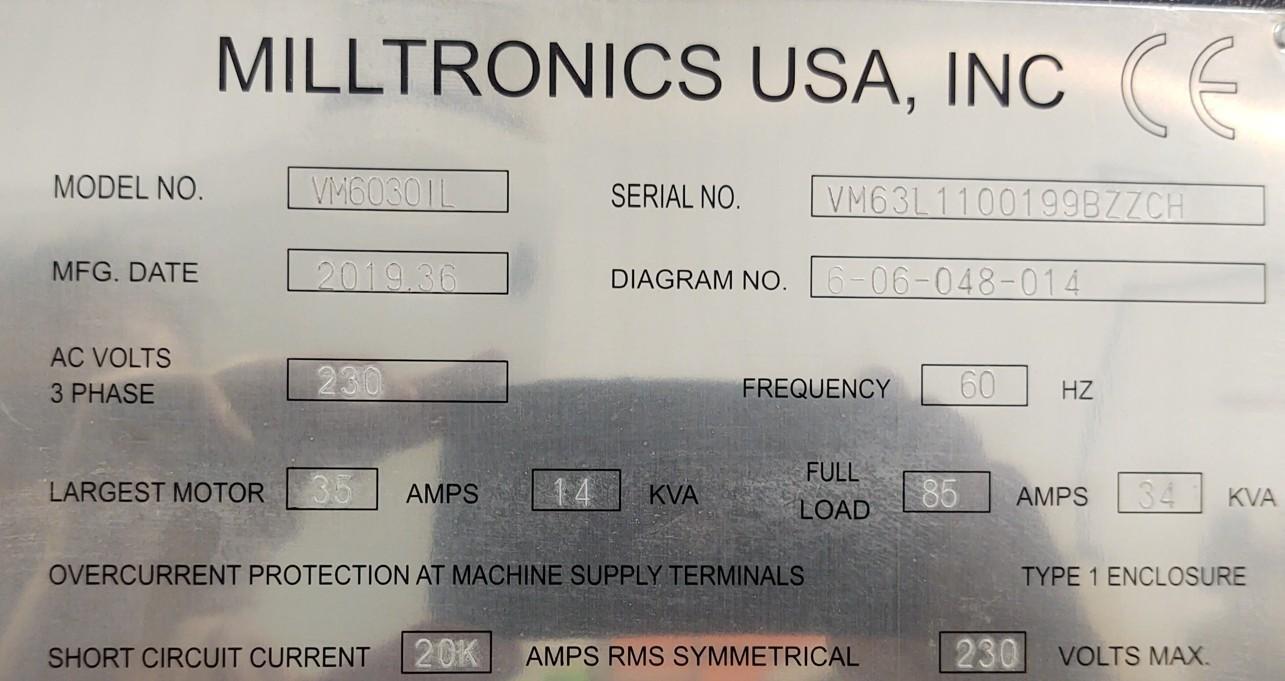 MILLTRONICS USA, INC CE
MODEL NO. VM6030IL SERIAL NO. VM63L1100199BZZCH
MFG. DATE 2019.36 DIAGRAM NO. 6-06-048-014
AC VOLTS
3 PHASE 230 FREQUENCY 60 HZ
LARGEST MOTOR 35 AMPS 14 KVA FULL LOAD 85 AMPS 34 KVA
OVERCURRENT PROTECTION AT MACHINE SUPPLY TERMINALS TYPE 1 ENCLOSURE
SHORT CIRCUIT CURRENT 20K AMPS RMS SYMMETRICAL 230 VOLTS MAX.